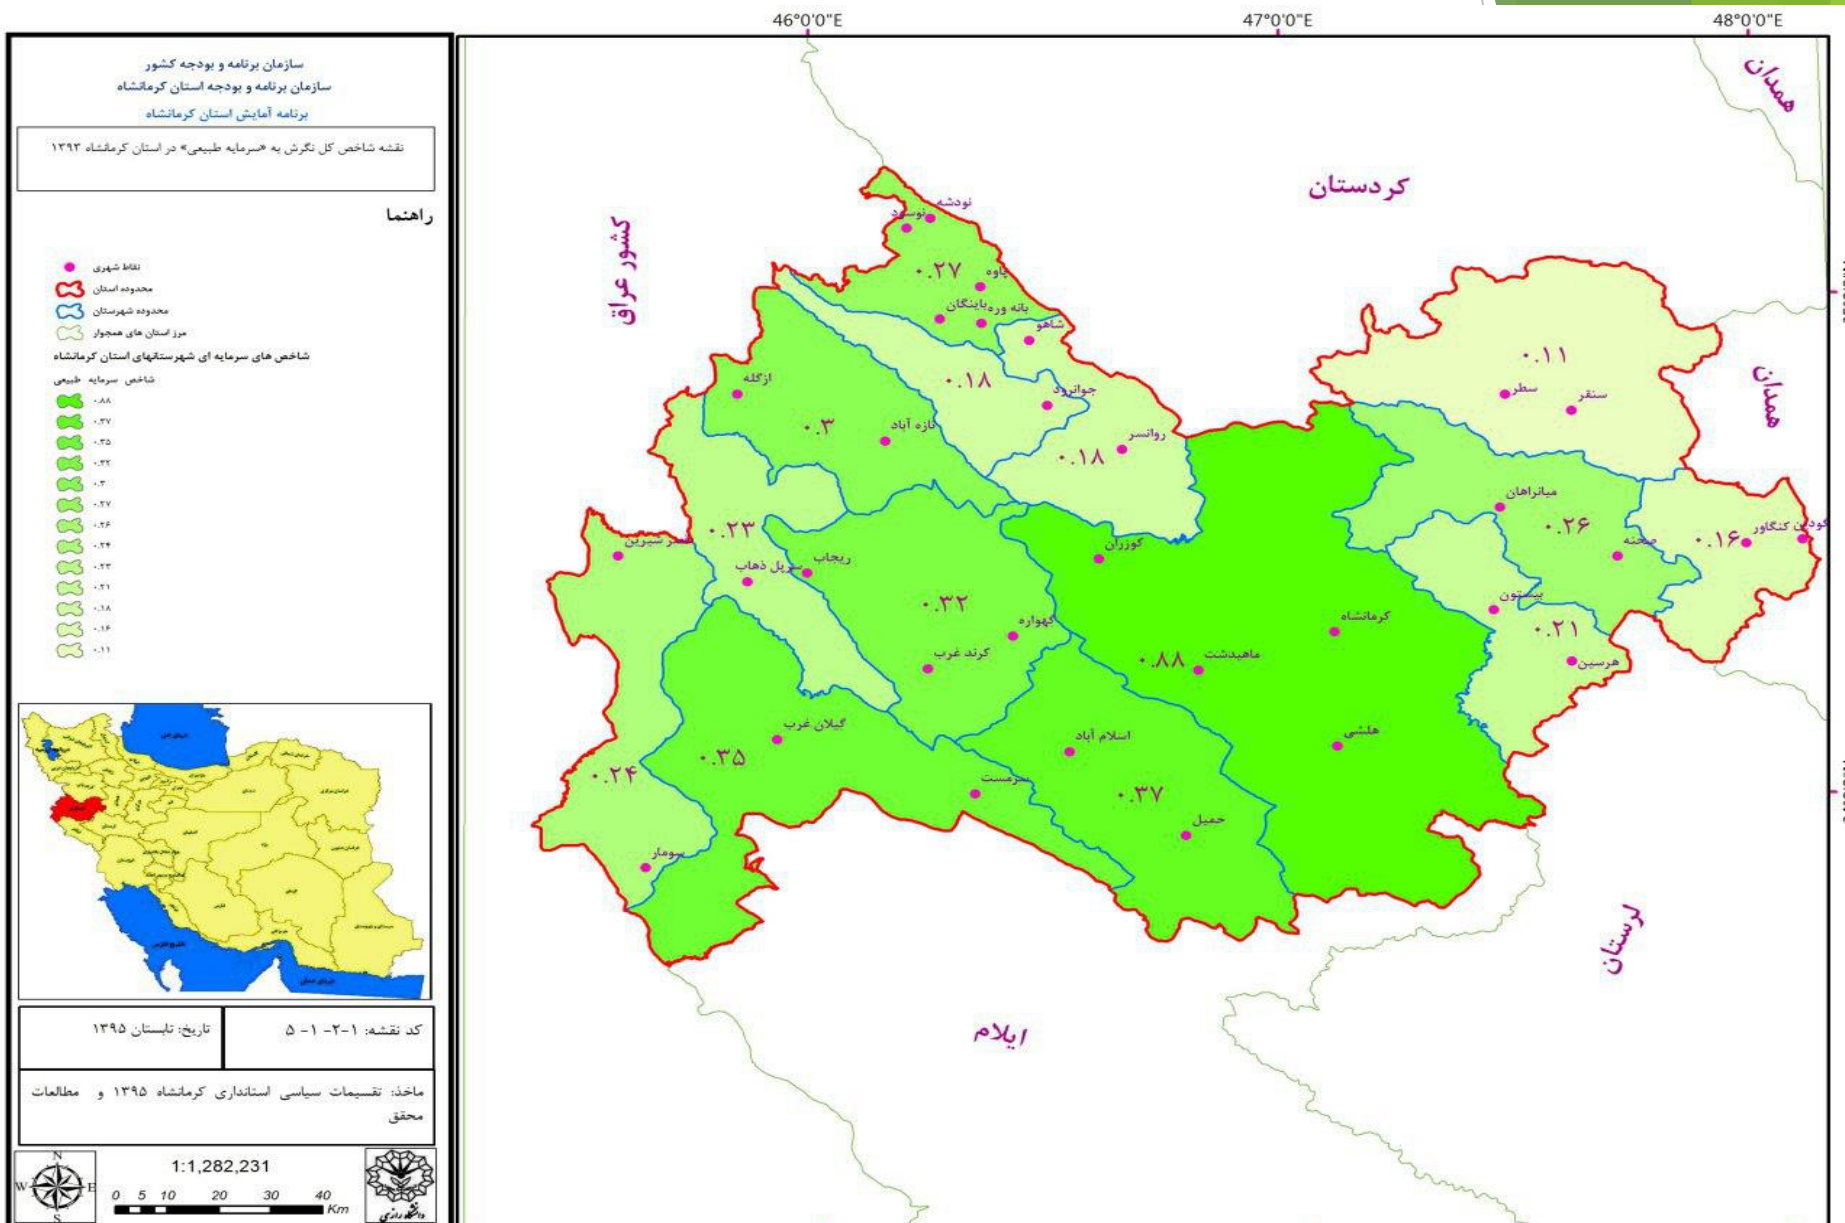 46°0'0"E
47°0'0"E
48°0'0"E
سازمان برنامه و بودجه کشور
سازمان برنامه و بودجه استان کرمانشاه
برنامه آمایش استان کرمانشاه
نقشه شاخص کل نگرش به «سرمایه طبیعی» در استان کرمانشاه ۱۳۹۳
راهنما
نقاط شهری
محدوده استان
محدوده شهرستان
مرز استان های همجوار
شاخص های سرمایه ای شهرستانهای استان کرمانشاه
شاخص سرمایه طبیعی
۰.۸۸
۰.۳۷
۰.۳۵
۰.۳۲
۰.۳
۰.۲۷
۰.۲۶
۰.۲۴
۰.۲۳
۰.۲۱
۰.۱۸
۰.۱۶
۰.۱۱
کد نقشه: ۱-۲- ۱- ۵
تاریخ: تابستان ۱۳۹۵
ماخذ: تقسیمات سیاسی استانداری کرمانشاه ۱۳۹۵ و مطالعات
محقق
N
W
E
S
1:1,282,231
0 5 10 20 30 40
Km
دانشگاه رازی
همدان
کردستان
کشور عراق
همدان
لرستان
ایلام
نودشه
نوسود
۰.۲۷
پاوه
باینگان
بانه وره
شاهو
۰.۱۸
جوانرود
ازگله
۰.۳
تازه آباد
روانسر
۰.۱۸
۰.۱۱
سطر
سنقر
میانراهان
۰.۲۶
صحنه
۰.۱۶
کنگاور
۰.۲۳
قصر شیرین
سرپل ذهاب
ریجاب
کوزران
۰.۳۲
گهواره
کرند غرب
کرمانشاه
بیستون
۰.۲۱
هرسین
۰.۸۸
ماهیدشت
هلشی
گیلان غرب
۰.۳۵
اسلام آباد
۰.۲۴
سرمست
۰.۳۷
حمیل
سومار